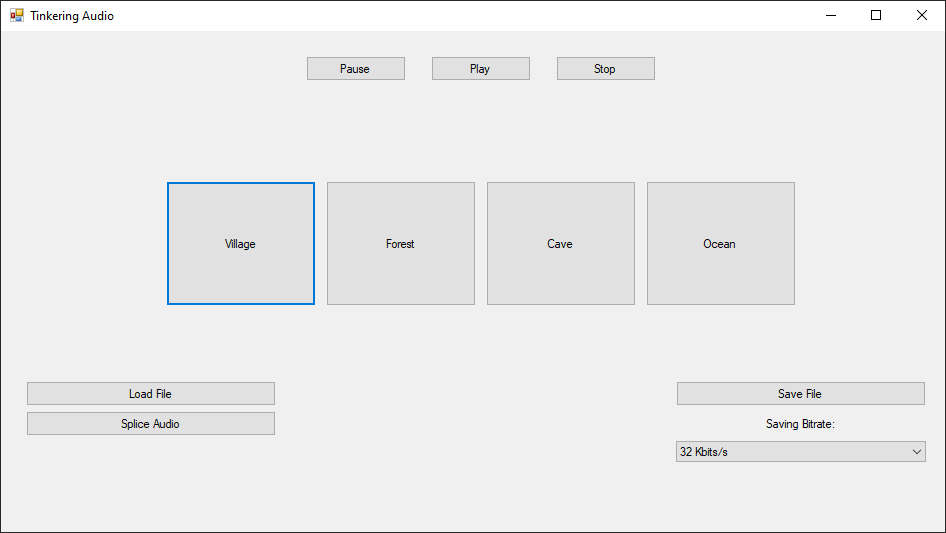 Tinkering Audio
Pause
Play
Stop
Village
Forest
Cave
Ocean
Load File
Save File
Splice Audio
Saving Bitrate:
32 Kbits/s